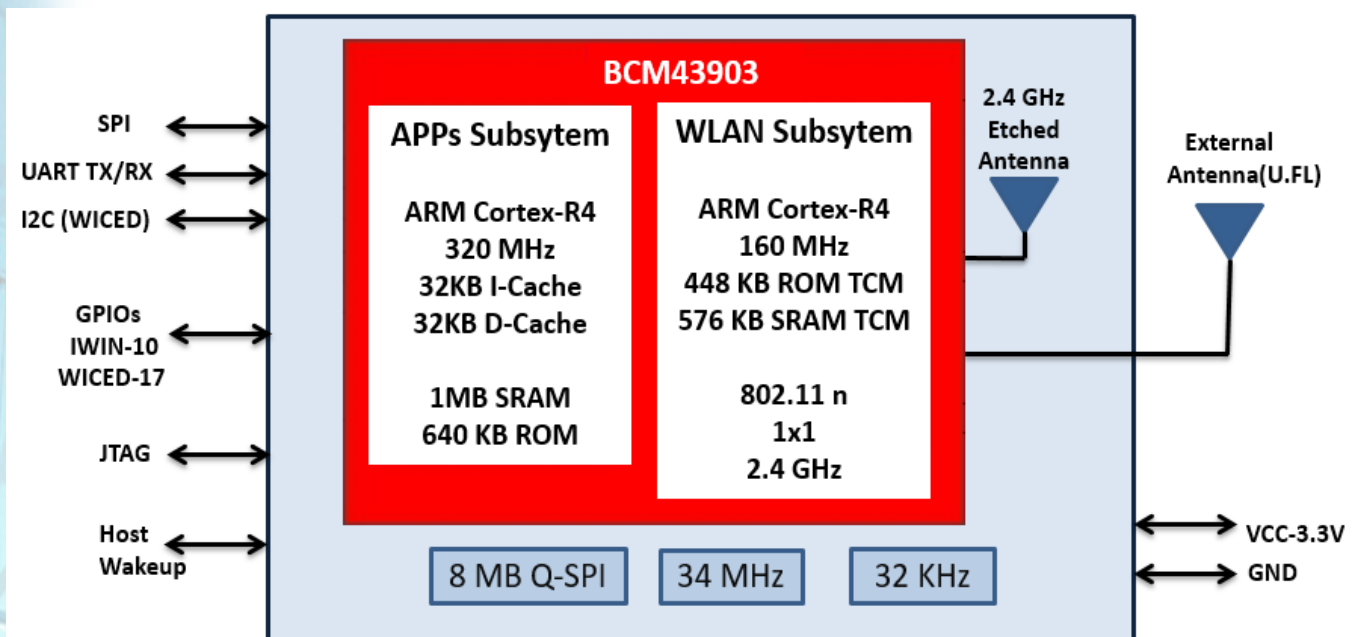 BCM43903
APPs Subsytem
ARM Cortex-R4
320 MHz
32KB I-Cache
32KB D-Cache
1MB SRAM
640 KB ROM
WLAN Subsytem
ARM Cortex-R4
160 MHz
448 KB ROM TCM
576 KB SRAM TCM
802.11 n
1x1
2.4 GHz
SPI
UART TX/RX
I2C (WICED)
GPIOs
IWIN-10
WICED-17
JTAG
Host
Wakeup
2.4 GHz
Etched
Antenna
External
Antenna(U.FL)
VCC-3.3V
GND
8 MB Q-SPI
34 MHz
32 KHz